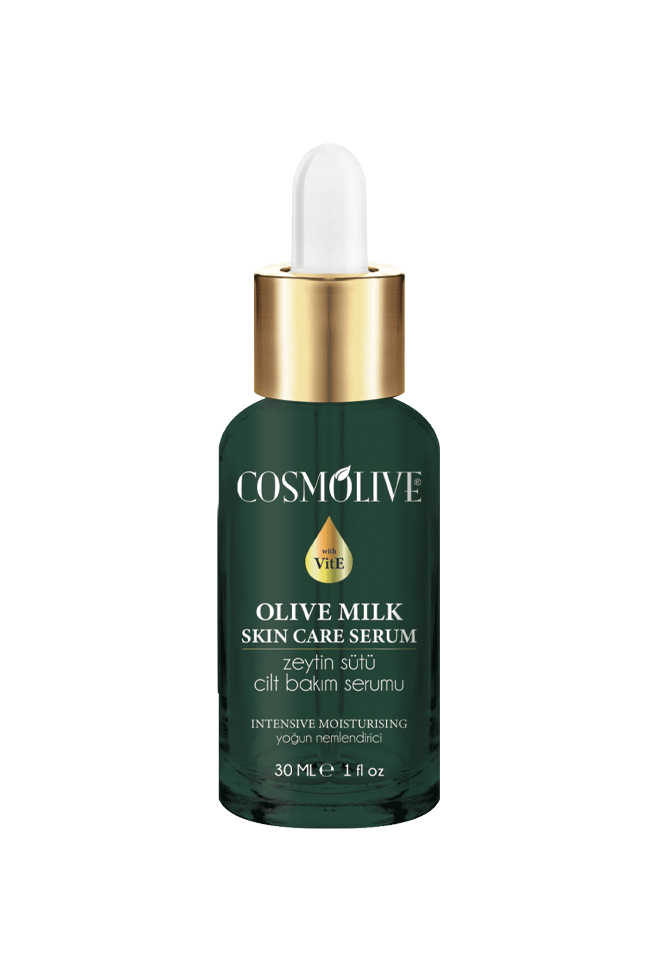 COSMOLIVE®
with
VitE
OLIVE MILK
SKIN CARE SERUM
zeytin sütü
cilt bakım serumu
INTENSIVE MOISTURISING
yoğun nemlendirici
30 ML ℮ 1 fl oz